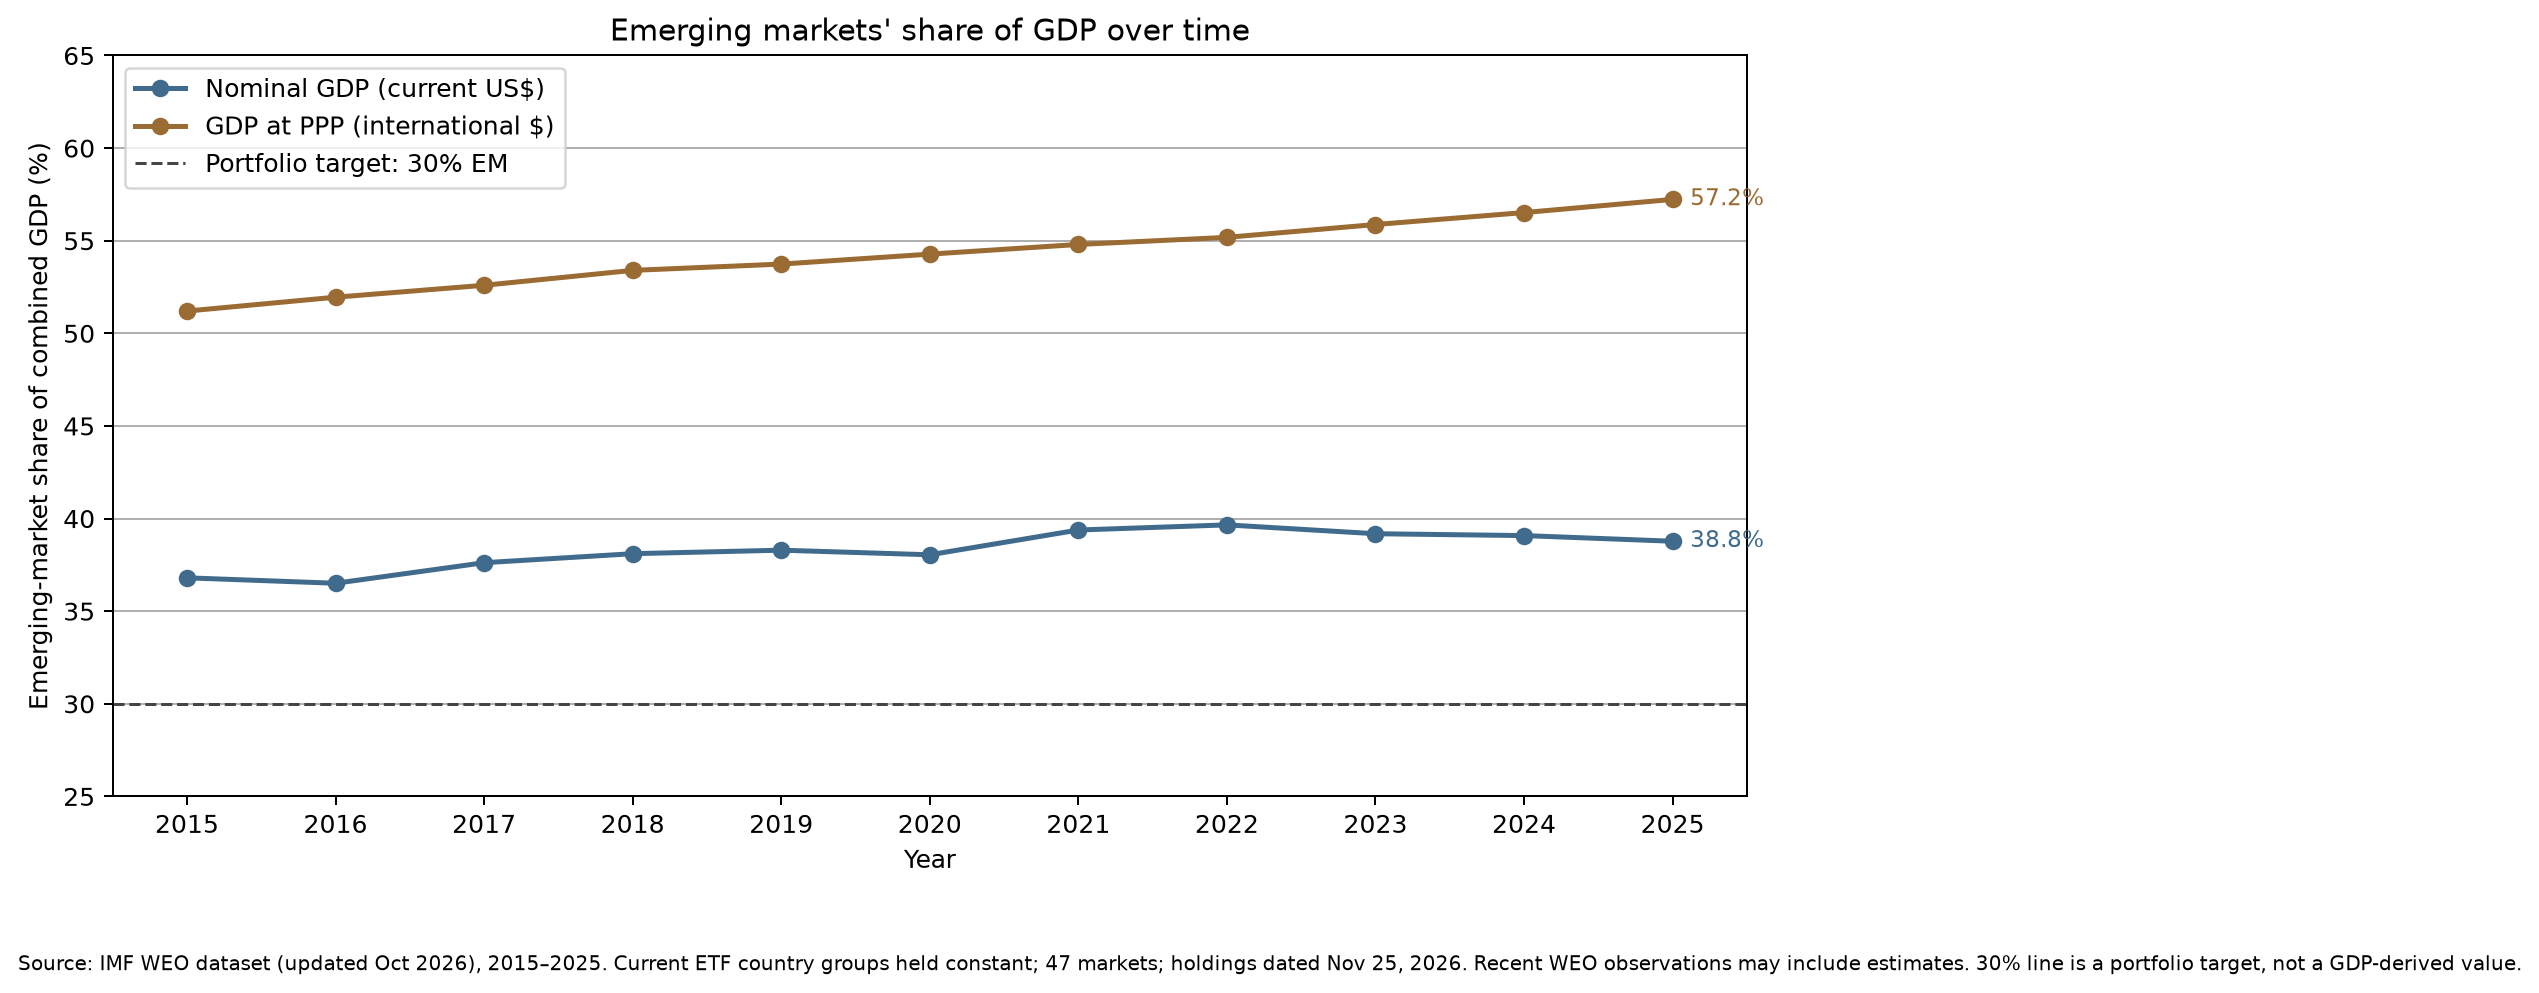 Emerging markets' share of GDP over time
Nominal GDP (current US$)
GDP at PPP (international $)
Portfolio target: 30% EM
Emerging-market share of combined GDP (%)
65
60
55
50
45
40
35
30
25
57.2%
38.8%
2015 2016 2017 2018 2019 2020 2021 2022 2023 2024 2025
Year
Source: IMF WEO dataset (updated Oct 2026), 2015–2025. Current ETF country groups held constant; 47 markets; holdings dated Nov 25, 2026. Recent WEO observations may include estimates. 30% line is a portfolio target, not a GDP-derived value.